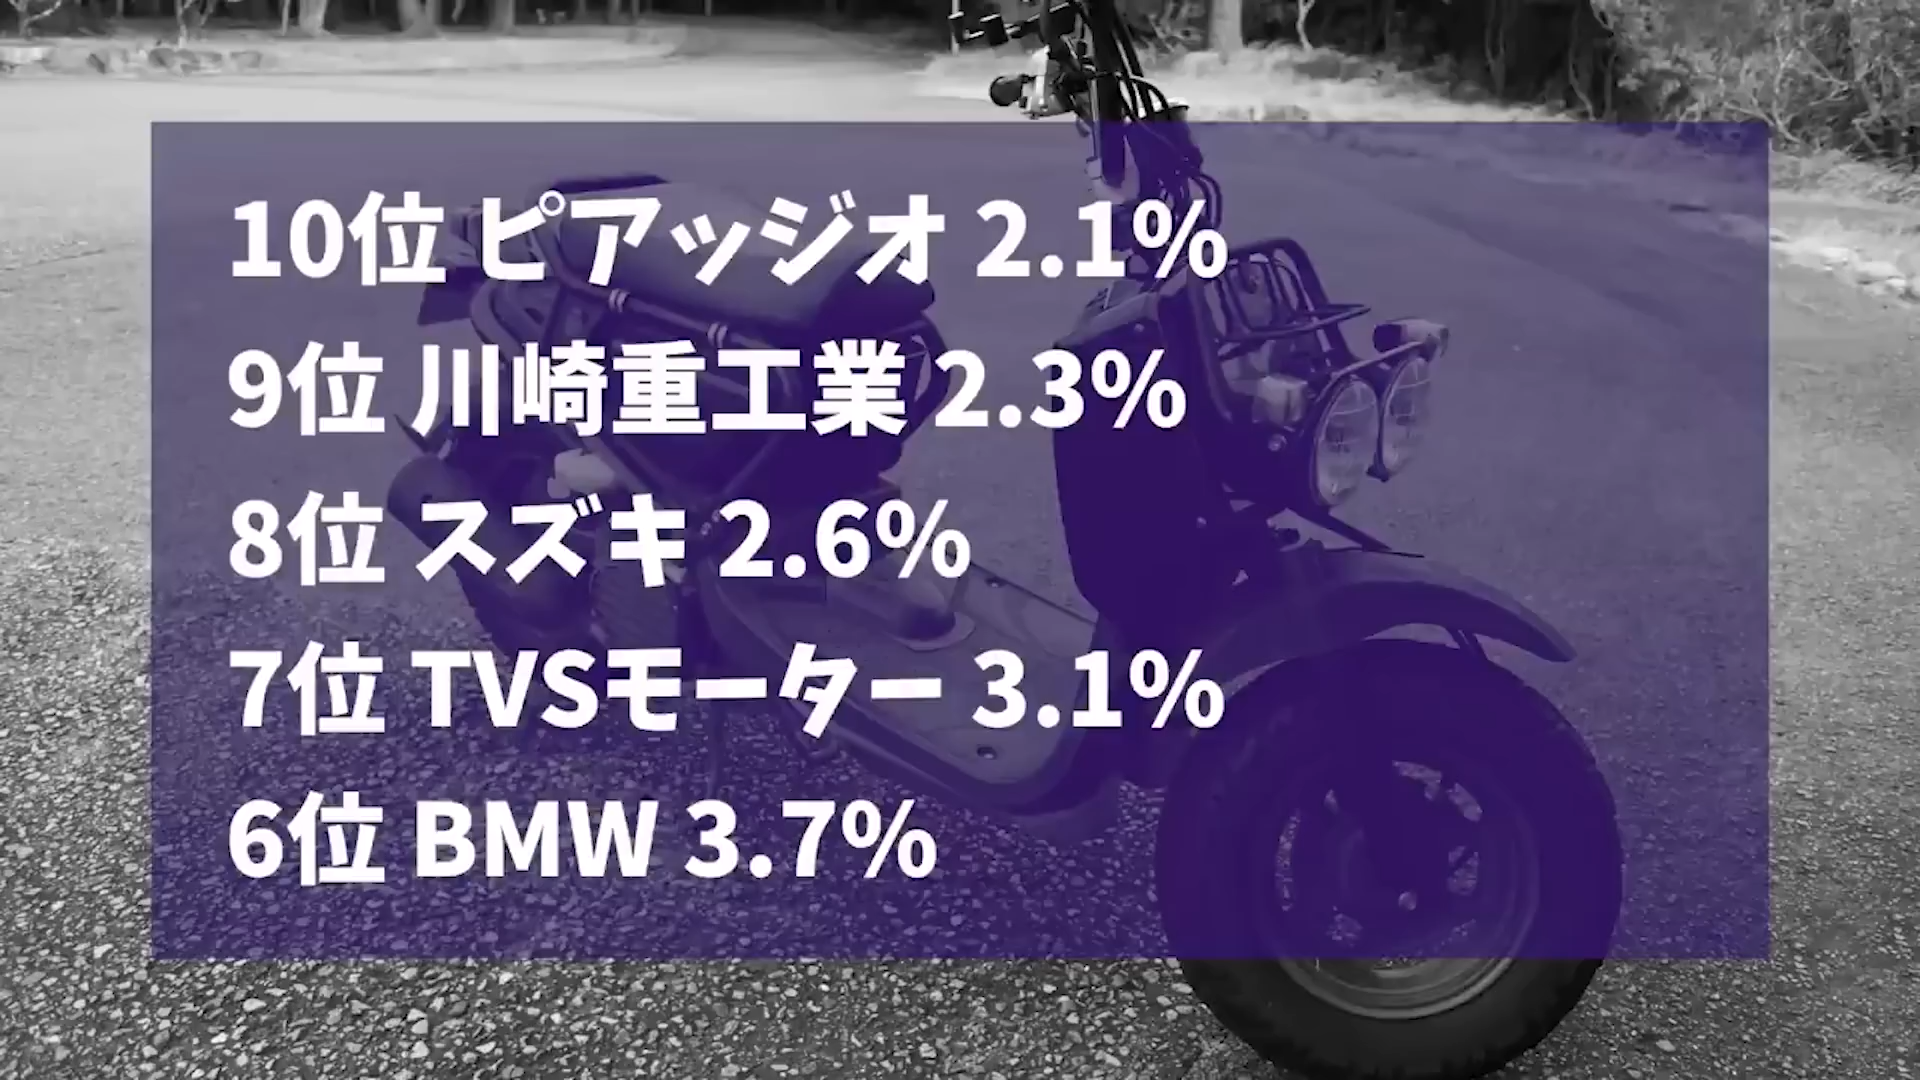 10位 ピアッジオ 2.1%
9位 川崎重工業 2.3%
8位 スズキ 2.6%
7位 TVSモーター 3.1%
6位 BMW 3.7%